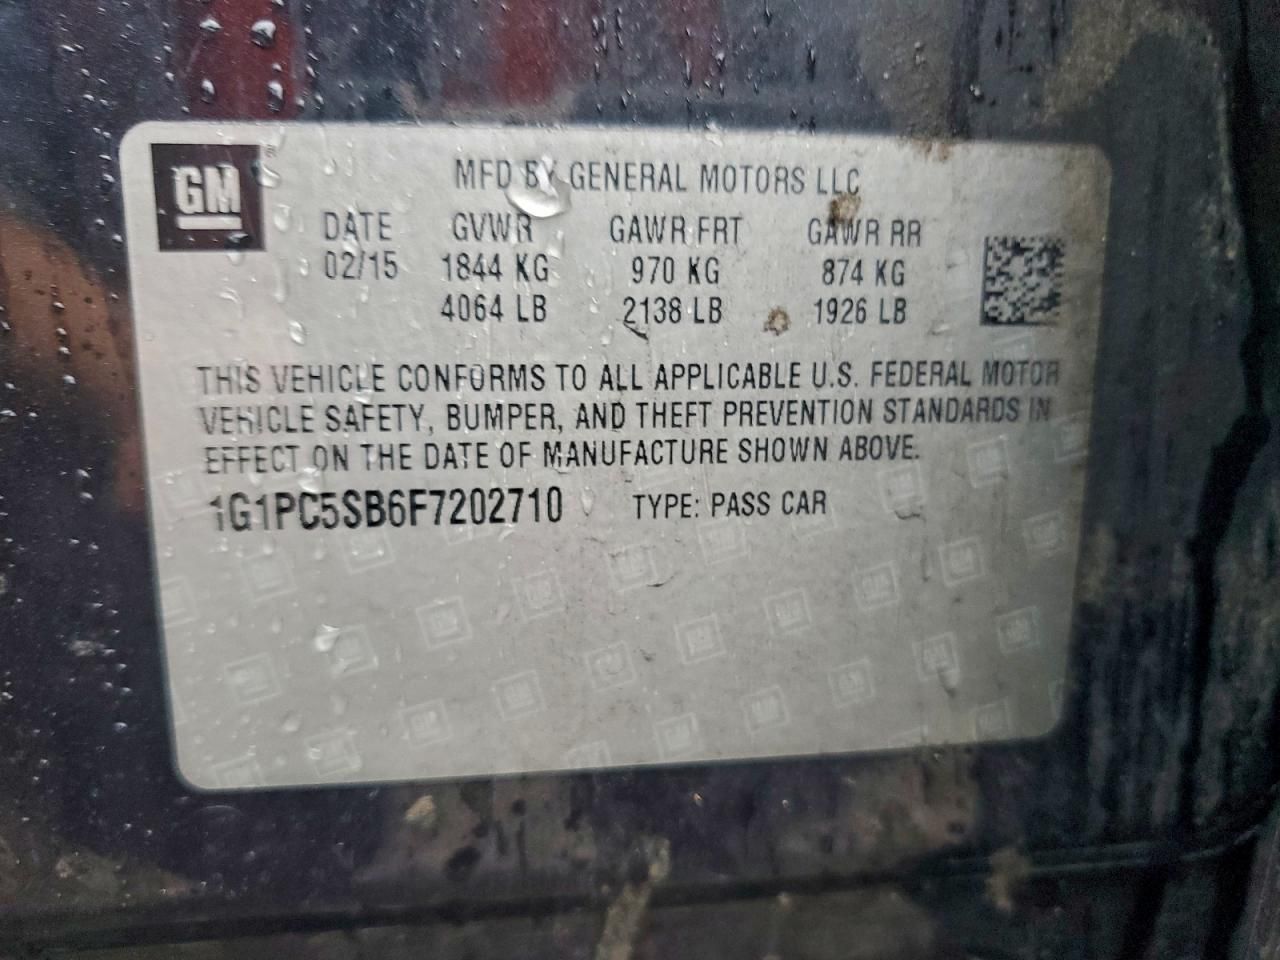 GM
MFD BY GENERAL MOTORS LLC
DATE GVWR GAWR FRT GAWR RR
02/15 1844 KG 970 KG 874 KG
4064 LB 2138 LB 1926 LB
THIS VEHICLE CONFORMS TO ALL APPLICABLE U.S. FEDERAL MOTOR
VEHICLE SAFETY, BUMPER, AND THEFT PREVENTION STANDARDS IN
EFFECT ON THE DATE OF MANUFACTURE SHOWN ABOVE.
1G1PC5SB6F7202710 TYPE: PASS CAR